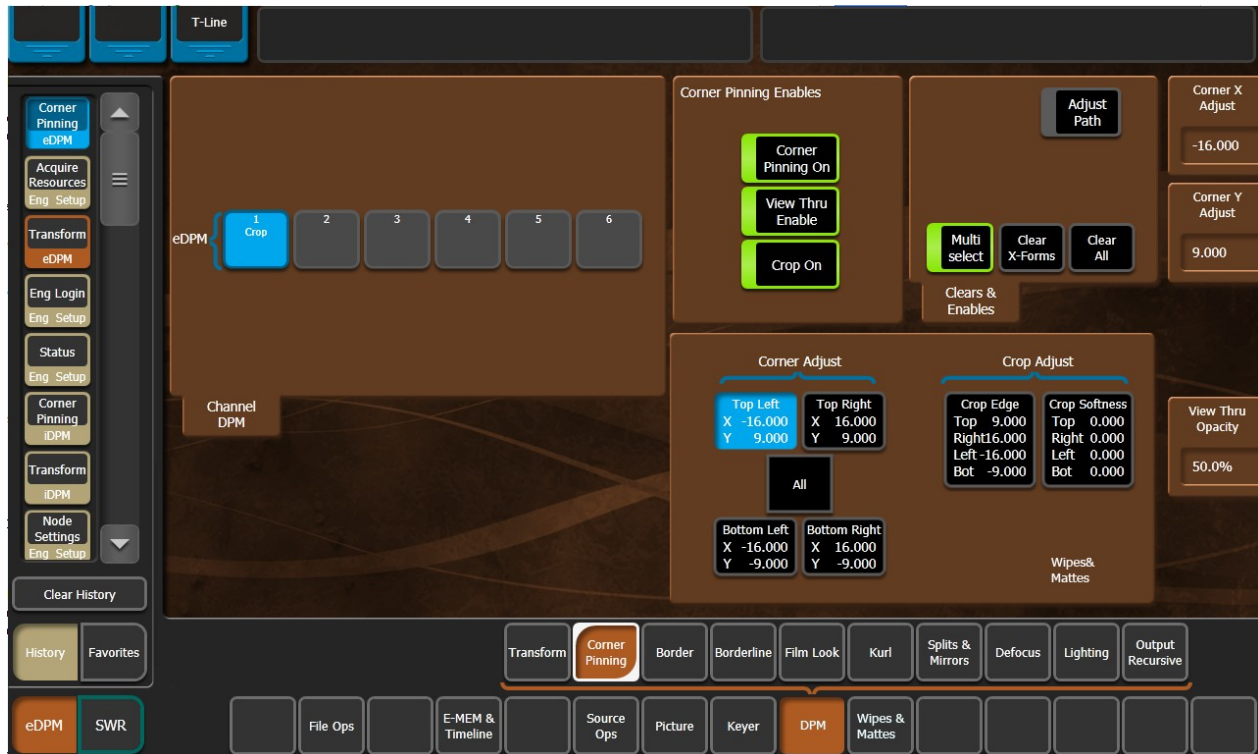 T-Line
Corner
Pinning
eDPM
Acquire
Resources
Eng Setup
Transform
eDPM
Eng Login
Eng Setup
Status
Eng Setup
Corner
Pinning
iDPM
Transform
iDPM
Node
Settings
Eng Setup
Clear History
History
Favorites
eDPM
SWR
eDPM
1
Crop
2
3
4
5
6
Channel
DPM
Corner Pinning Enables
Corner
Pinning On
View Thru
Enable
Crop On
Adjust
Path
Multi
select
Clear
X-Forms
Clear
All
Clears &
Enables
Corner X
Adjust
-16.000
Corner Y
Adjust
9.000
Corner Adjust
Top Left
X -16.000
Y 9.000
Top Right
X 16.000
Y 9.000
All
Bottom Left
X -16.000
Y -9.000
Bottom Right
X 16.000
Y -9.000
Crop Adjust
Crop Edge
Top 9.000
Right16.000
Left -16.000
Bot -9.000
Crop Softness
Top 0.000
Right 0.000
Left 0.000
Bot 0.000
Wipes&
Mattes
View Thru
Opacity
50.0%
Transform
Corner
Pinning
Border
Borderline
Film Look
Kurl
Splits &
Mirrors
Defocus
Lighting
Output
Recursive
File Ops
E-MEM &
Timeline
Source
Ops
Picture
Keyer
DPM
Wipes &
Mattes